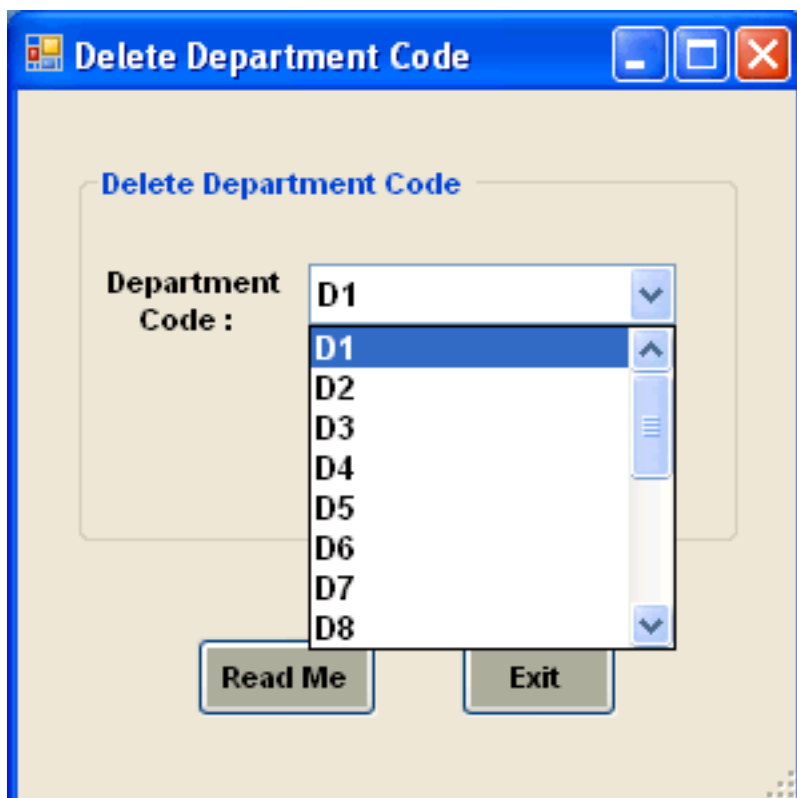 Delete Department Code
Delete Department Code
Department
Code :
D1
D1
D2
D3
D4
D5
D6
D7
D8
Read Me
Exit